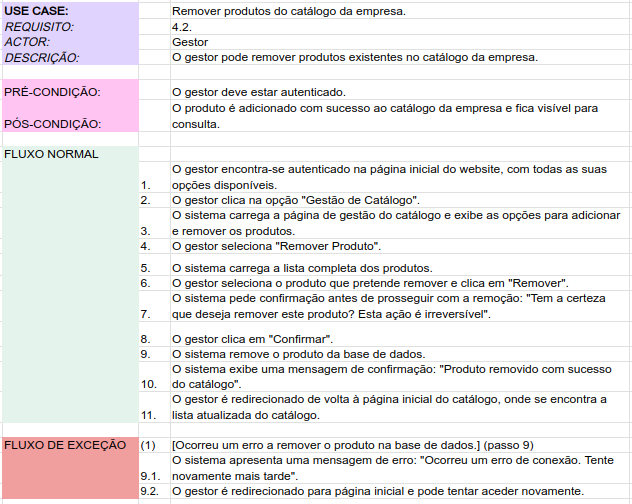 USE CASE: Remover produtos do catálogo da empresa.
REQUISITO: 4.2.
ACTOR: Gestor
DESCRIÇÃO: O gestor pode remover produtos existentes no catálogo da empresa.
PRÉ-CONDIÇÃO: O gestor deve estar autenticado.
O produto é adicionado com sucesso ao catálogo da empresa e fica visível para
PÓS-CONDIÇÃO: consulta.
FLUXO NORMAL
O gestor encontra-se autenticado na página inicial do website, com todas as suas
1. opções disponíveis.
2. O gestor clica na opção "Gestão de Catálogo".
O sistema carrega a página de gestão do catálogo e exibe as opções para adicionar
3. e remover os produtos.
4. O gestor seleciona "Remover Produto".
5. O sistema carrega a lista completa dos produtos.
6. O gestor seleciona o produto que pretende remover e clica em "Remover".
O sistema pede confirmação antes de prosseguir com a remoção: "Tem a certeza
7. que deseja remover este produto? Esta ação é irreversível".
8. O gestor clica em "Confirmar".
9. O sistema remove o produto da base de dados.
O sistema exibe uma mensagem de confirmação: "Produto removido com sucesso
10. do catálogo".
O gestor é redirecionado de volta à página inicial do catálogo, onde se encontra a
11. lista atualizada do catálogo.
FLUXO DE EXCEÇÃO (1) [Ocorreu um erro a remover o produto na base de dados.] (passo 9)
O sistema apresenta uma mensagem de erro: "Ocorreu um erro de conexão. Tente
9.1. novamente mais tarde".
9.2. O gestor é redirecionado para página inicial e pode tentar aceder novamente.